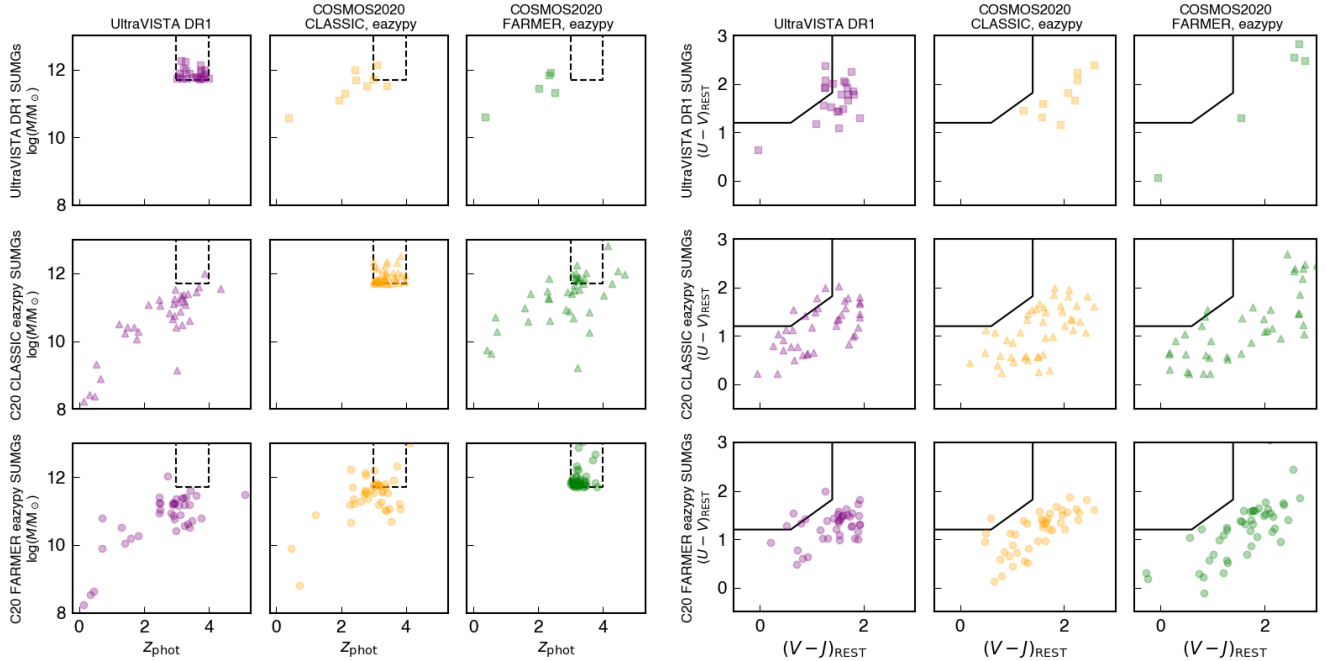 UltraVISTA DR1
COSMOS2020
CLASSIC, eazypy
COSMOS2020
FARMER, eazypy
UltraVISTA DR1
COSMOS2020
CLASSIC, eazypy
COSMOS2020
FARMER, eazypy
UltraVISTA DR1 SUMGs
log(M/M⊙)
12
10
8
UltraVISTA DR1 SUMGs
(U − V)REST
3
2
1
0
C20 CLASSIC eazypy SUMGs
log(M/M⊙)
12
10
8
C20 CLASSIC eazypy SUMGs
(U − V)REST
3
2
1
0
C20 FARMER eazypy SUMGs
log(M/M⊙)
12
10
8
C20 FARMER eazypy SUMGs
(U − V)REST
3
2
1
0
0 2 4
0 2 4
0 2 4
0 2
0 2
0 2
zphot
zphot
zphot
(V − J)REST
(V − J)REST
(V − J)REST